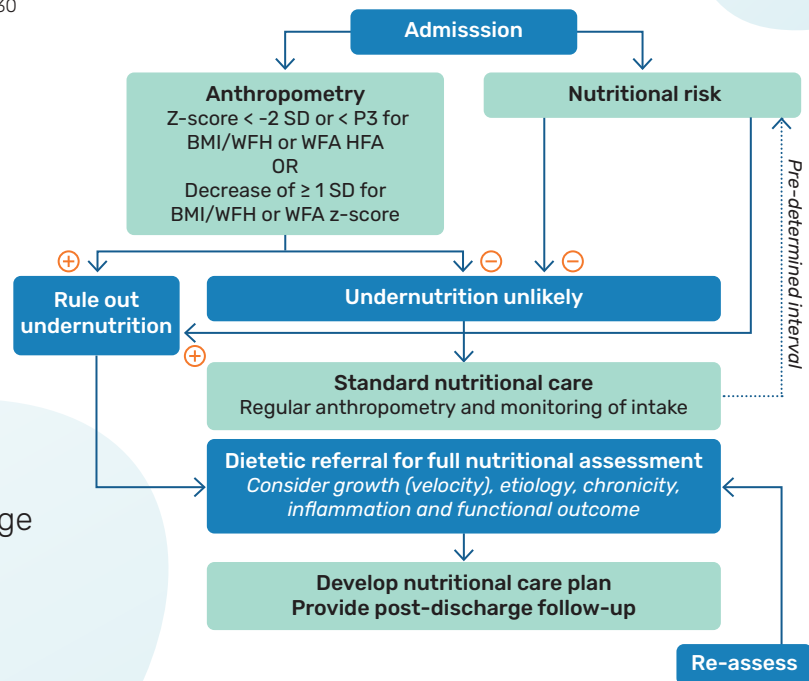 30
Admisssion
Anthropometry
Z-score < -2 SD or < P3 for
BMI/WFH or WFA HFA
OR
Decrease of ≥ 1 SD for
BMI/WFH or WFA z-score
Nutritional risk
Pre-determined interval
+
−
−
Rule out
undernutrition
Undernutrition unlikely
+
Standard nutritional care
Regular anthropometry and monitoring of intake
Dietetic referral for full nutritional assessment
Consider growth (velocity), etiology, chronicity,
inflammation and functional outcome
ge
Develop nutritional care plan
Provide post-discharge follow-up
Re-assess